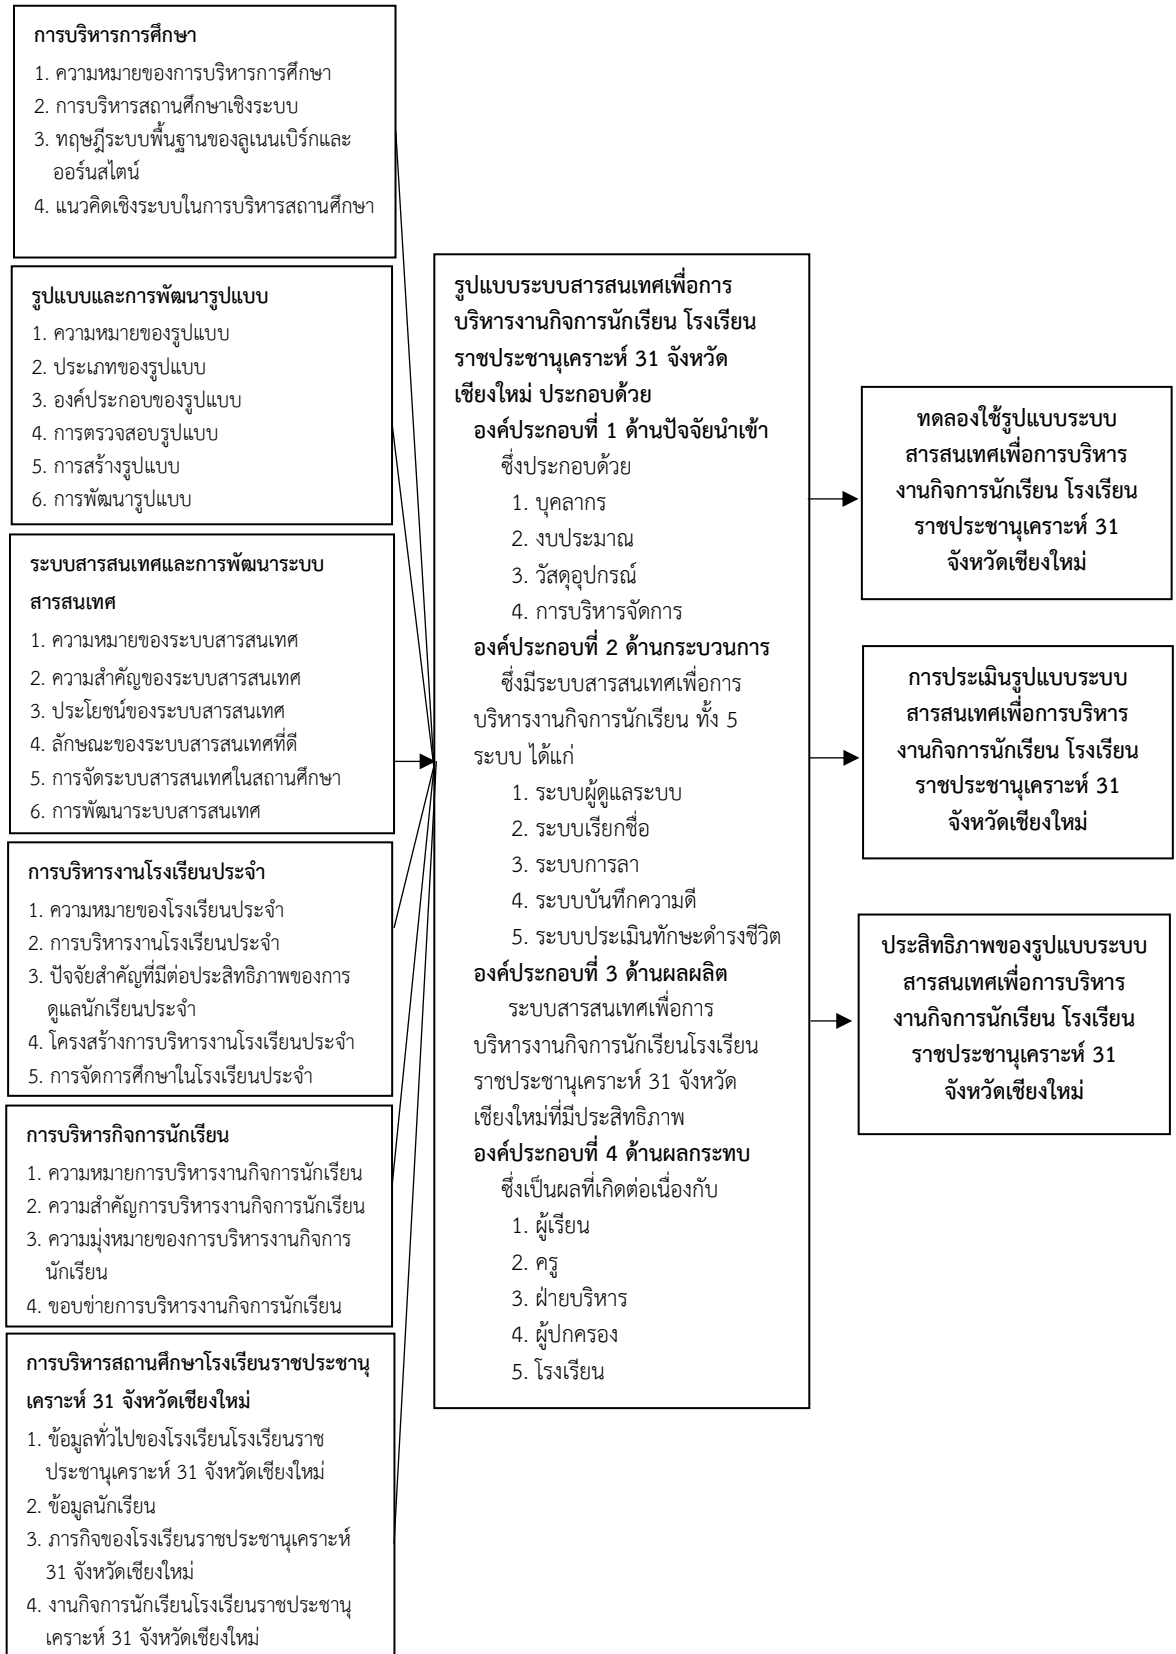 การบริหารการศึกษา
1. ความหมายของการบริหารการศึกษา
2. การบริหารสถานศึกษาเชิงระบบ
3. ทฤษฎีระบบพื้นฐานของลูเนนเบิร์กและ
ออร์นสไตน์
4. แนวคิดเชิงระบบในการบริหารสถานศึกษา
รูปแบบและการพัฒนารูปแบบ
1. ความหมายของรูปแบบ
2. ประเภทของรูปแบบ
3. องค์ประกอบของรูปแบบ
4. การตรวจสอบรูปแบบ
5. การสร้างรูปแบบ
6. การพัฒนารูปแบบ
ระบบสารสนเทศและการพัฒนาระบบ
สารสนเทศ
1. ความหมายของระบบสารสนเทศ
2. ความสำคัญของระบบสารสนเทศ
3. ประโยชน์ของระบบสารสนเทศ
4. ลักษณะของระบบสารสนเทศที่ดี
5. การจัดระบบสารสนเทศในสถานศึกษา
6. การพัฒนาระบบสารสนเทศ
การบริหารงานโรงเรียนประจำ
1. ความหมายของโรงเรียนประจำ
2. การบริหารงานโรงเรียนประจำ
3. ปัจจัยสำคัญที่มีต่อประสิทธิภาพของการ
ดูแลนักเรียนประจำ
4. โครงสร้างการบริหารงานโรงเรียนประจำ
5. การจัดการศึกษาในโรงเรียนประจำ
การบริหารกิจการนักเรียน
1. ความหมายการบริหารงานกิจการนักเรียน
2. ความสำคัญการบริหารงานกิจการนักเรียน
3. ความมุ่งหมายของการบริหารงานกิจการ
นักเรียน
4. ขอบข่ายการบริหารงานกิจการนักเรียน
การบริหารสถานศึกษาโรงเรียนราชประชานุ
เคราะห์ 31 จังหวัดเชียงใหม่
1. ข้อมูลทั่วไปของโรงเรียนโรงเรียนราช
ประชานุเคราะห์ 31 จังหวัดเชียงใหม่
2. ข้อมูลนักเรียน
3. ภารกิจของโรงเรียนราชประชานุเคราะห์
31 จังหวัดเชียงใหม่
4. งานกิจการนักเรียนโรงเรียนราชประชานุ
เคราะห์ 31 จังหวัดเชียงใหม่
รูปแบบระบบสารสนเทศเพื่อการ
บริหารงานกิจการนักเรียน โรงเรียน
ราชประชานุเคราะห์ 31 จังหวัด
เชียงใหม่ ประกอบด้วย
องค์ประกอบที่ 1 ด้านปัจจัยนำเข้า
ซึ่งประกอบด้วย
1. บุคลากร
2. งบประมาณ
3. วัสดุอุปกรณ์
4. การบริหารจัดการ
องค์ประกอบที่ 2 ด้านกระบวนการ
ซึ่งมีระบบสารสนเทศเพื่อการ
บริหารงานกิจการนักเรียน ทั้ง 5
ระบบ ได้แก่
1. ระบบผู้ดูแลระบบ
2. ระบบเรียกชื่อ
3. ระบบการลา
4. ระบบบันทึกความดี
5. ระบบประเมินทักษะดำรงชีวิต
องค์ประกอบที่ 3 ด้านผลผลิต
ระบบสารสนเทศเพื่อการ
บริหารงานกิจการนักเรียนโรงเรียน
ราชประชานุเคราะห์ 31 จังหวัด
เชียงใหม่ที่มีประสิทธิภาพ
องค์ประกอบที่ 4 ด้านผลกระทบ
ซึ่งเป็นผลที่เกิดต่อเนื่องกับ
1. ผู้เรียน
2. ครู
3. ฝ่ายบริหาร
4. ผู้ปกครอง
5. โรงเรียน
ทดลองใช้รูปแบบระบบ
สารสนเทศเพื่อการบริหาร
งานกิจการนักเรียน โรงเรียน
ราชประชานุเคราะห์ 31
จังหวัดเชียงใหม่
การประเมินรูปแบบระบบ
สารสนเทศเพื่อการบริหาร
งานกิจการนักเรียน โรงเรียน
ราชประชานุเคราะห์ 31
จังหวัดเชียงใหม่
ประสิทธิภาพของรูปแบบระบบ
สารสนเทศเพื่อการบริหาร
งานกิจการนักเรียน โรงเรียน
ราชประชานุเคราะห์ 31
จังหวัดเชียงใหม่